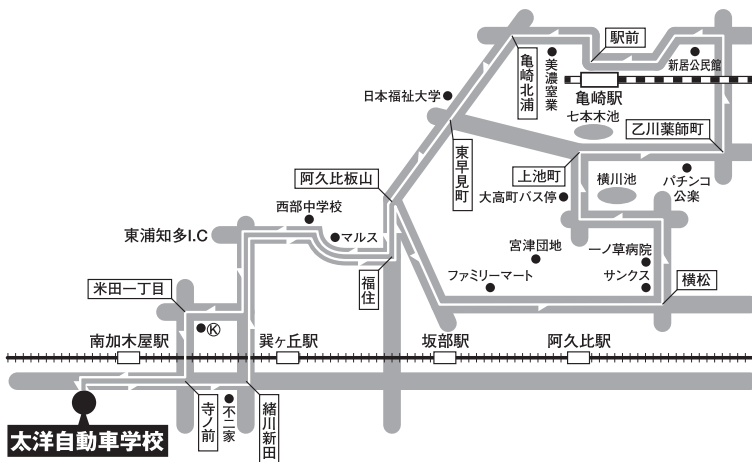 駅前
新居公民館
美濃窯業
亀崎北浦
亀崎駅
七本木池
日本福祉大学
乙川薬師町
東早見町
上池町
横川池
パチンコ
公楽
阿久比板山
大高町バス停
西部中学校
東浦知多I.C
マルス
宮津団地
一ノ草病院
ファミリーマート
サンクス
横松
福住
米田一丁目
Ⓚ
南加木屋駅
巽ヶ丘駅
坂部駅
阿久比駅
寺ノ前
不二家
緒川新田
太洋自動車学校